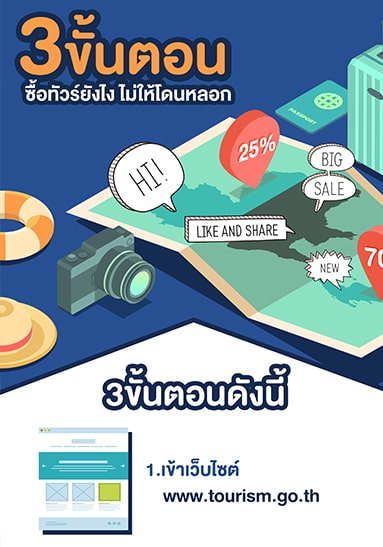 3ขั้นตอน
ซื้อทัวร์ยังไง ไม่ให้โดนหลอก
PASSPORT
25%
HI!
BIG
SALE
LIKE AND SHARE
NEW
70
3ขั้นตอนดังนี้
1.เข้าเว็บไซต์
www.tourism.go.th